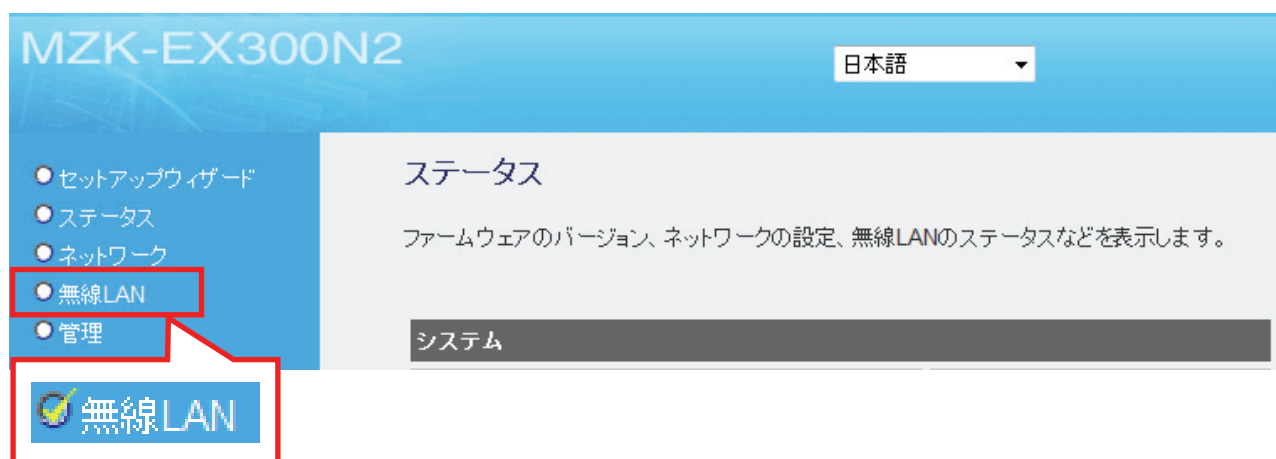 MZK-EX300N2
日本語
セットアップウィザード
ステータス
ネットワーク
無線LAN
管理
無線LAN
ステータス
ファームウェアのバージョン、ネットワークの設定、無線LANのステータスなどを表示します。
システム